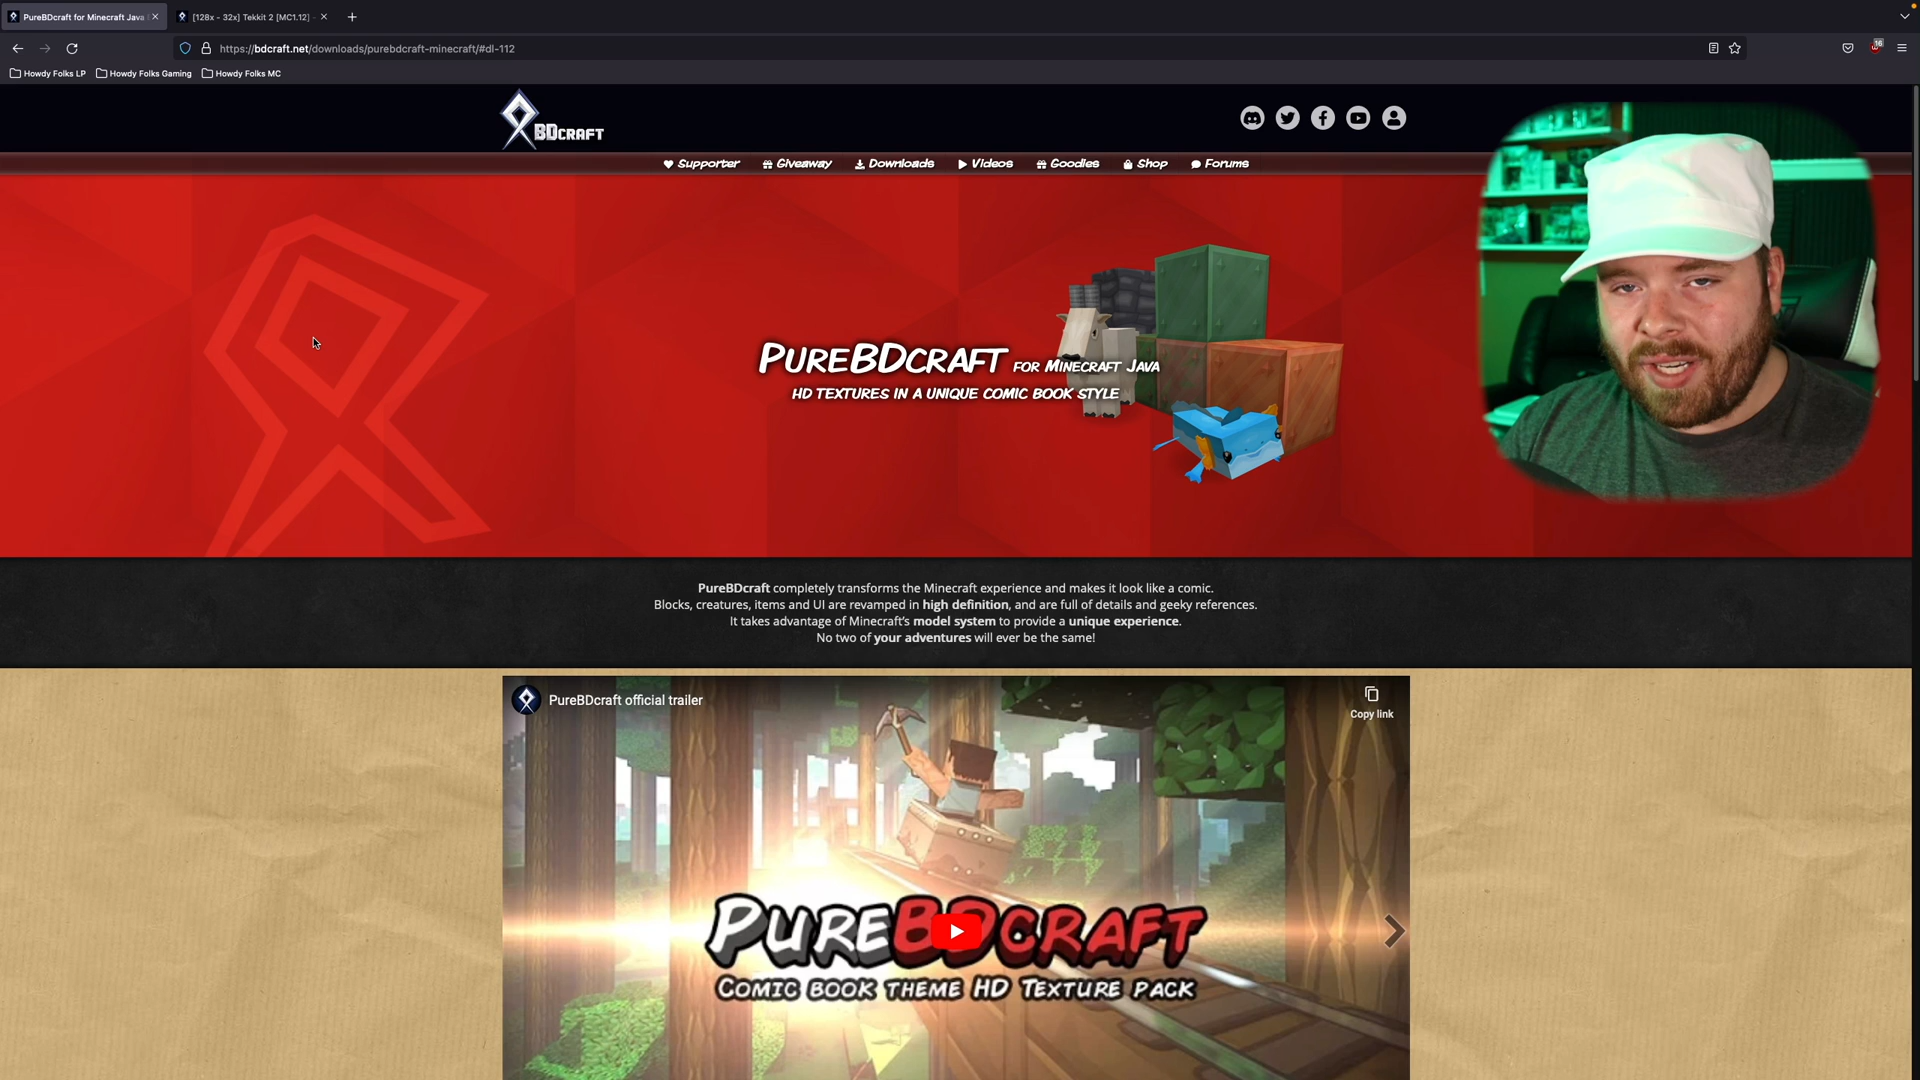 PureBDcraft for Minecraft Java
[128x - 32x] Tekkit 2 [MC1.12] -
https://bdcraft.net/downloads/purebdcraft-minecraft/#dl-112
16
Howdy Folks LP
Howdy Folks Gaming
Howdy Folks MC
BDcraft
Supporter
Giveaway
Downloads
Videos
Goodies
Shop
Forums
PureBDcraft for Minecraft Java
HD textures in a unique comic book style
PureBDcraft completely transforms the Minecraft experience and makes it look like a comic.
Blocks, creatures, items and UI are revamped in high definition, and are full of details and geeky references.
It takes advantage of Minecraft's model system to provide a unique experience.
No two of your adventures will ever be the same!
PureBDcraft official trailer
Copy link
PureBDcraft
Comic book theme HD Texture pack